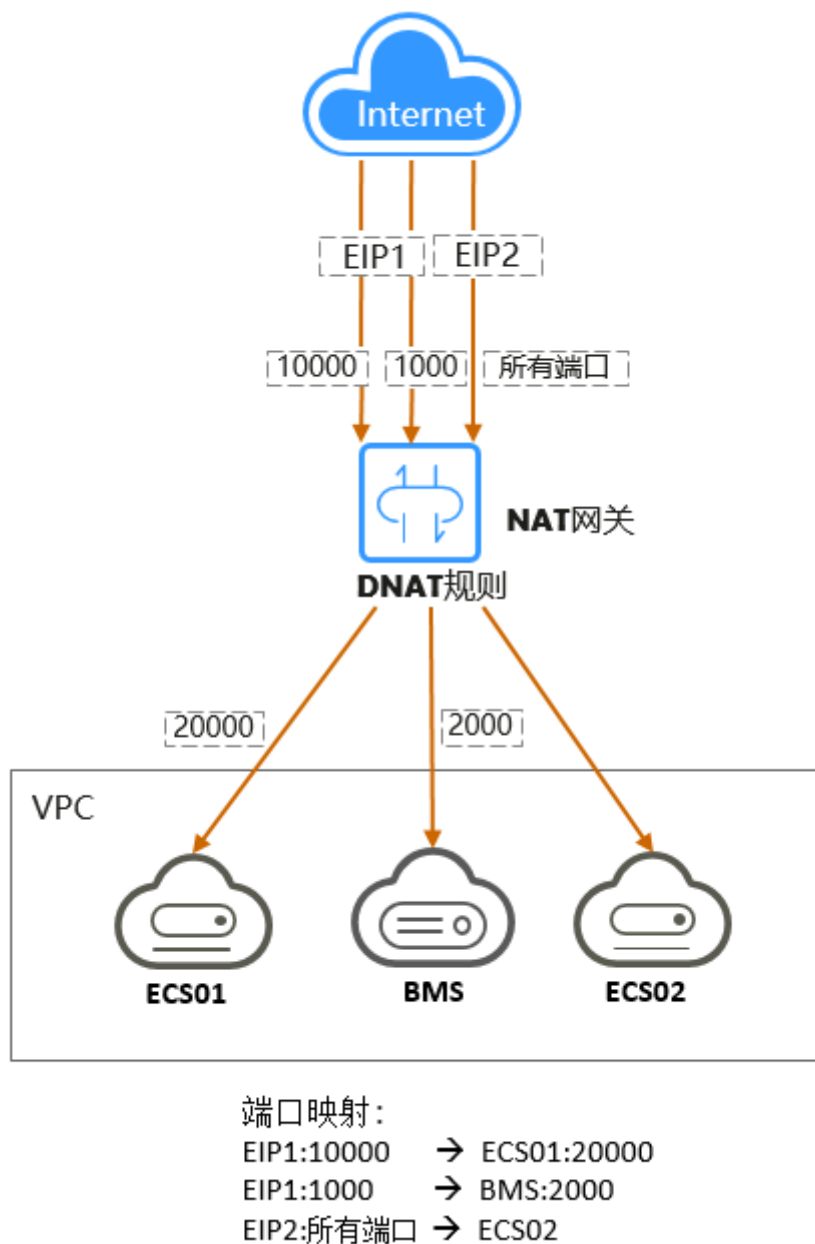 Internet
EIP1 EIP2
10000 1000 所有端口
NAT网关
DNAT规则
20000 2000
VPC
ECS01 BMS ECS02
端口映射：
EIP1:10000 → ECS01:20000
EIP1:1000 → BMS:2000
EIP2:所有端口 → ECS02